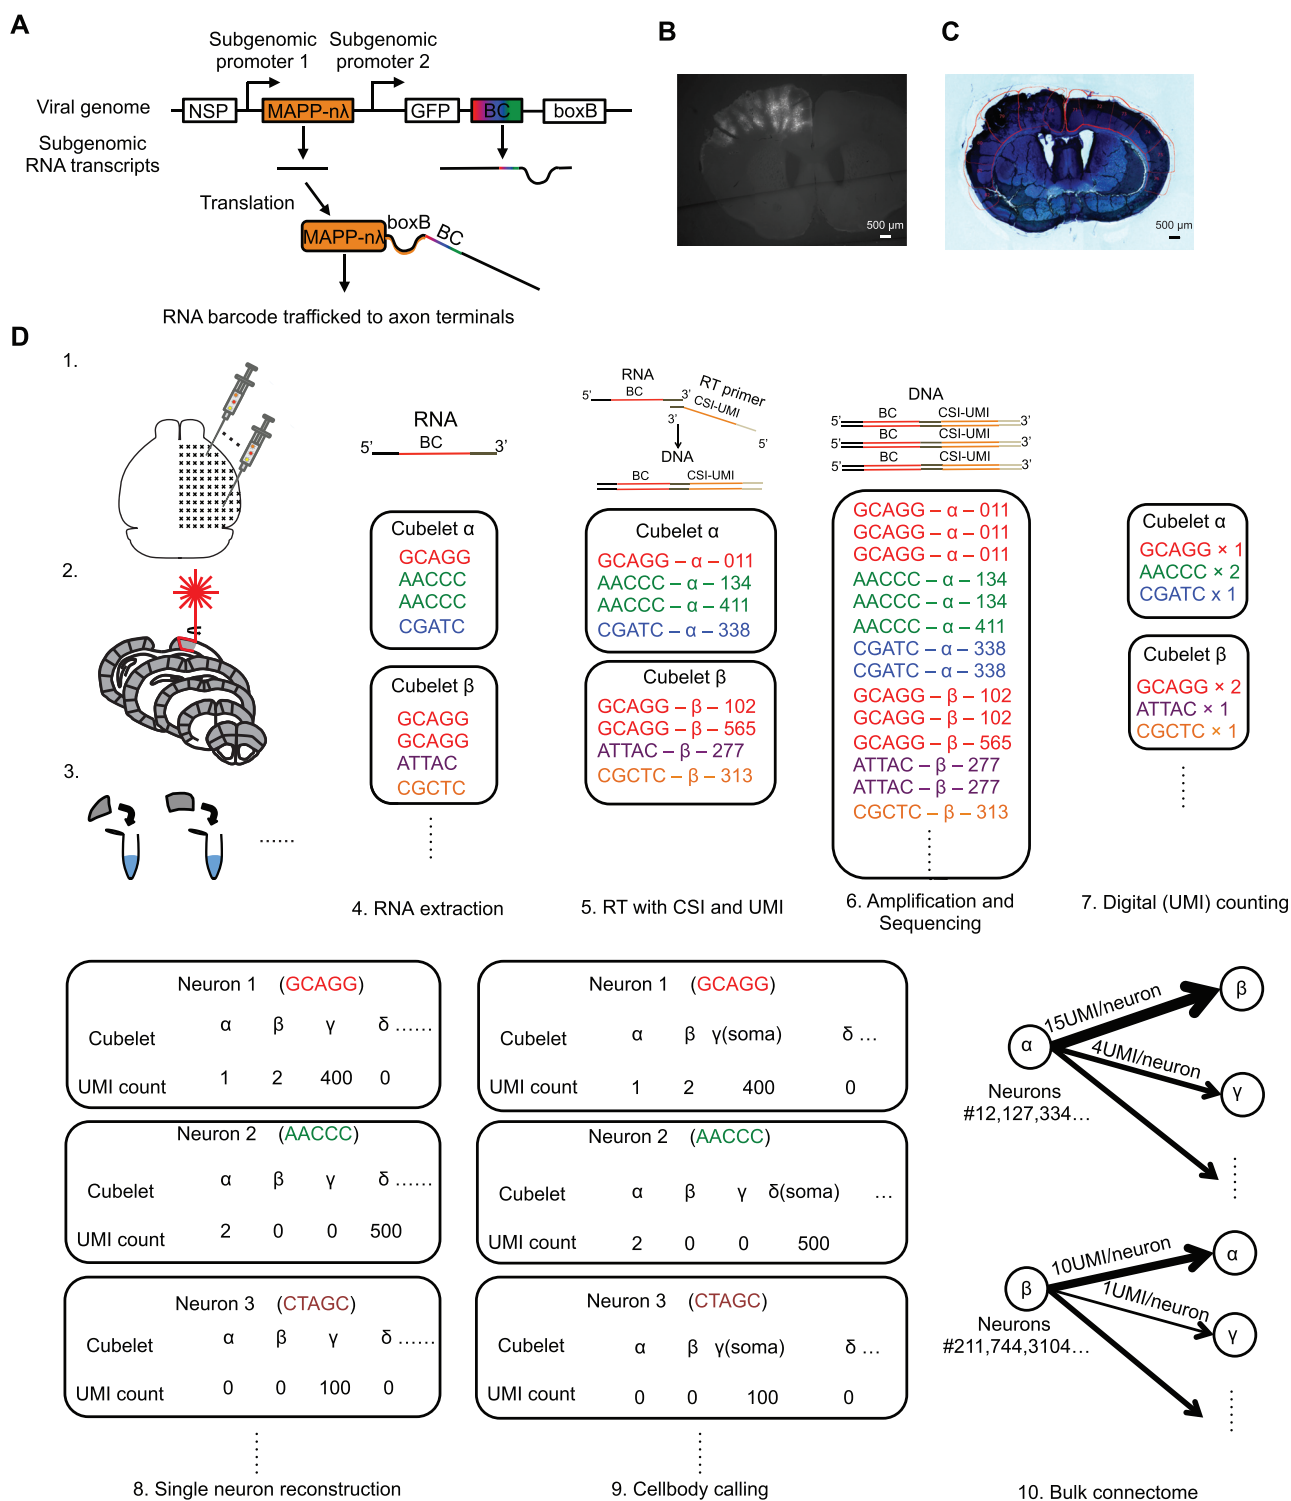 A
Subgenomic promoter 1
Subgenomic promoter 2
Viral genome
NSP
MAPP-nλ
GFP
BC
boxB
Subgenomic
RNA transcripts
Translation
MAPP-nλ
boxB
BC
RNA barcode trafficked to axon terminals
B
500 µm
C
500 µm
D
1.
2.
3.
RNA
5’ BC 3’
Cubelet α
GCAGG
AACCC
AACCC
CGATC
Cubelet β
GCAGG
GCAGG
ATTAC
CGCTC
4. RNA extraction
RNA
5’ BC 3’
RT primer
CSI-UMI
3’
5’
DNA
BC CSI-UMI
Cubelet α
GCAGG – α – 011
AACCC – α – 134
AACCC – α – 411
CGATC – α – 338
Cubelet β
GCAGG – β – 102
GCAGG – β – 565
ATTAC – β – 277
CGCTC – β – 313
5. RT with CSI and UMI
DNA
5’ BC CSI-UMI 3’
5’ BC CSI-UMI 3’
5’ BC CSI-UMI 3’
GCAGG – α – 011
GCAGG – α – 011
GCAGG – α – 011
AACCC – α – 134
AACCC – α – 134
AACCC – α – 411
CGATC – α – 338
CGATC – α – 338
GCAGG – β – 102
GCAGG – β – 102
GCAGG – β – 565
ATTAC – β – 277
ATTAC – β – 277
CGCTC – β – 313
6. Amplification and
Sequencing
Cubelet α
GCAGG × 1
AACCC × 2
CGATC x 1
Cubelet β
GCAGG × 2
ATTAC × 1
CGCTC × 1
7. Digital (UMI) counting
Neuron 1 (GCAGG)
Cubelet α β γ δ ......
UMI count 1 2 400 0
Neuron 2 (AACCC)
Cubelet α β γ δ ......
UMI count 2 0 0 500
Neuron 3 (CTAGC)
Cubelet α β γ δ ......
UMI count 0 0 100 0
8. Single neuron reconstruction
Neuron 1 (GCAGG)
Cubelet α β γ(soma) δ ...
UMI count 1 2 400 0
Neuron 2 (AACCC)
Cubelet α β γ δ(soma) ...
UMI count 2 0 0 500
Neuron 3 (CTAGC)
Cubelet α β γ(soma) δ ...
UMI count 0 0 100 0
9. Cellbody calling
α
15UMI/neuron
β
4UMI/neuron
γ
Neurons
#12,127,334...
β
10UMI/neuron
α
1UMI/neuron
γ
Neurons
#211,744,3104...
10. Bulk connectome